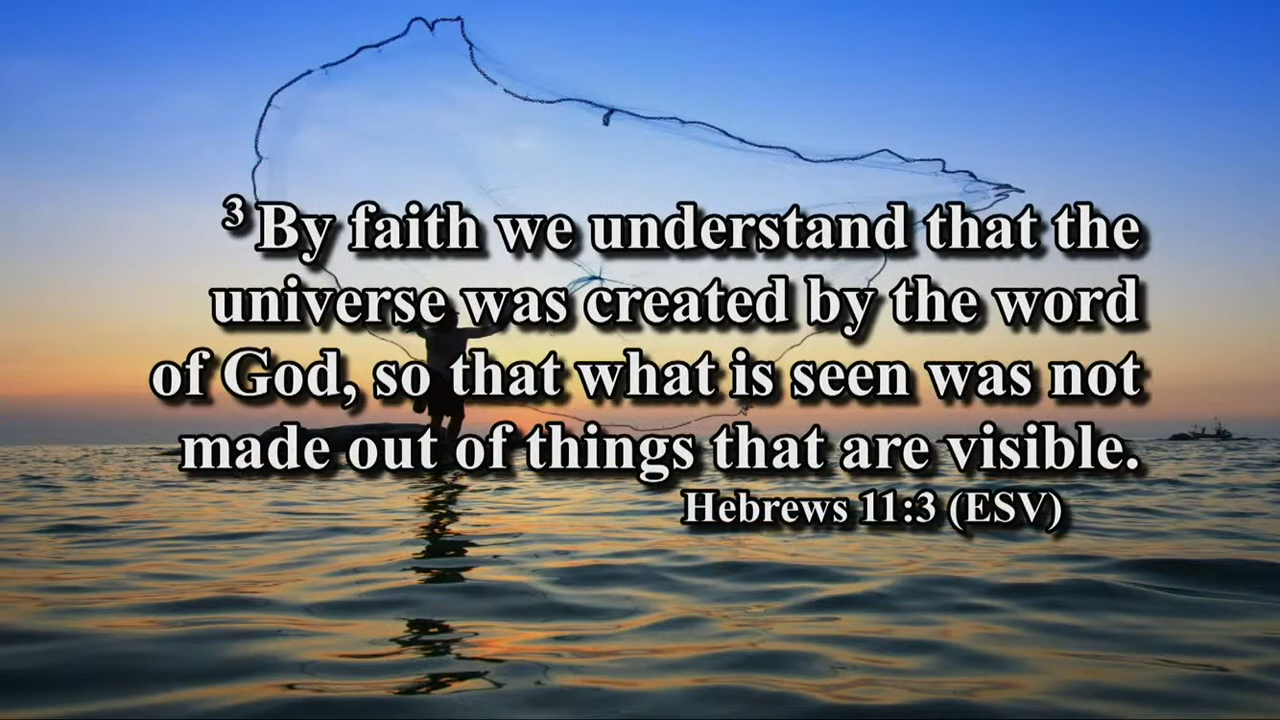 3 By faith we understand that the
universe was created by the word
of God, so that what is seen was not
made out of things that are visible.
Hebrews 11:3 (ESV)